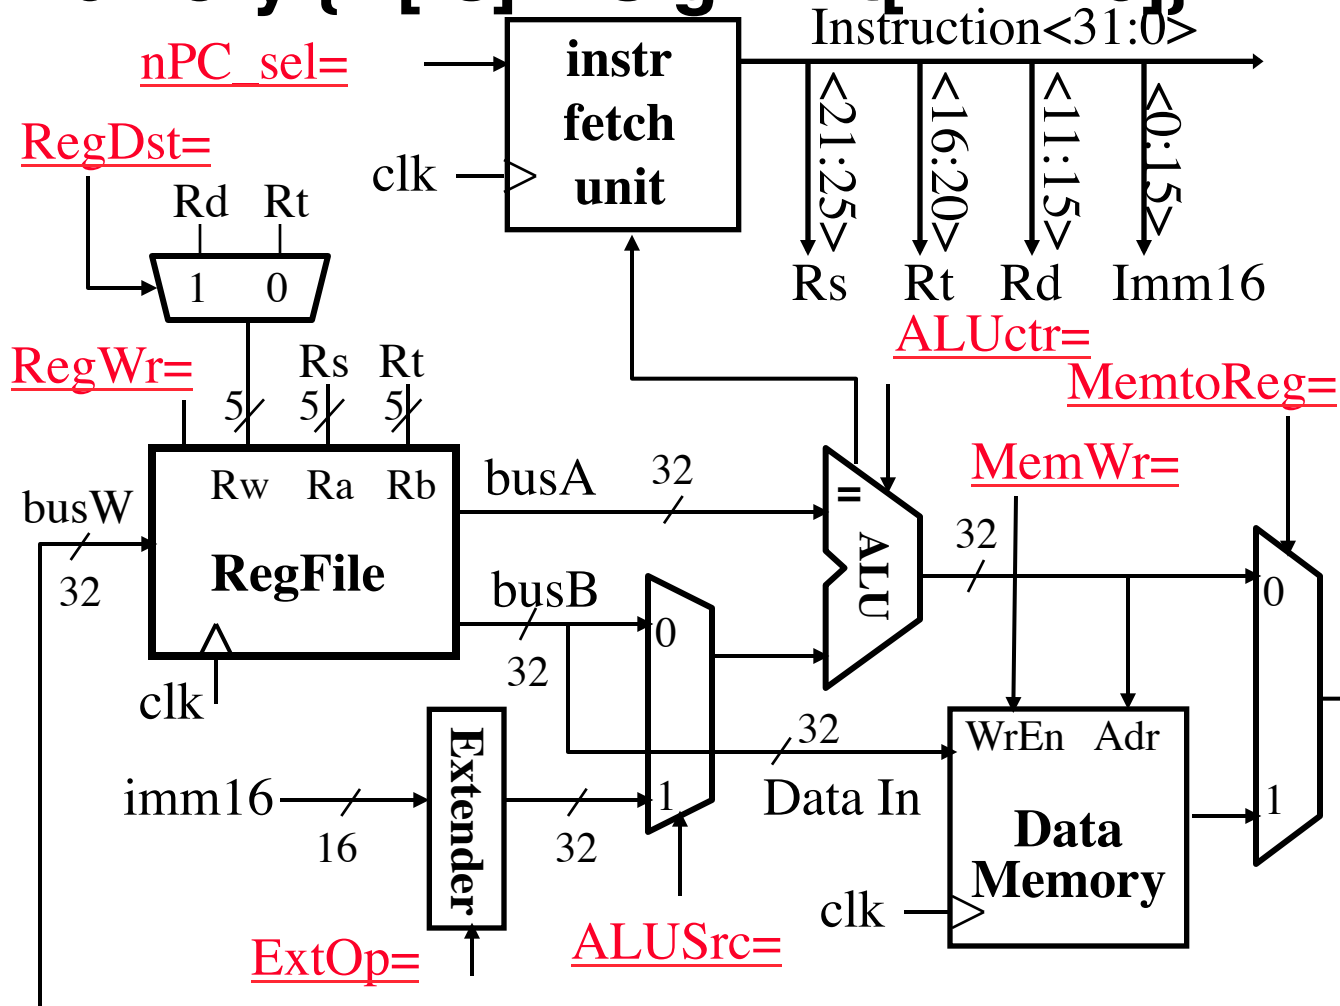 Instruction<31:0>
nPC_sel=
instr
fetch
unit
clk
<21:25>
<16:20>
<11:15>
<0:15>
Rs
Rt
Rd
Imm16
RegDst=
Rd
Rt
1
0
ALUctr=
MemtoReg=
RegWr=
Rs
Rt
5
5
5
MemWr=
busW
32
Rw
Ra
Rb
RegFile
clk
busA
32
busB
32
=
ALU
32
0
1
0
1
imm16
16
Extender
32
32
Data In
WrEn
Adr
Data
Memory
clk
ExtOp=
ALUSrc=